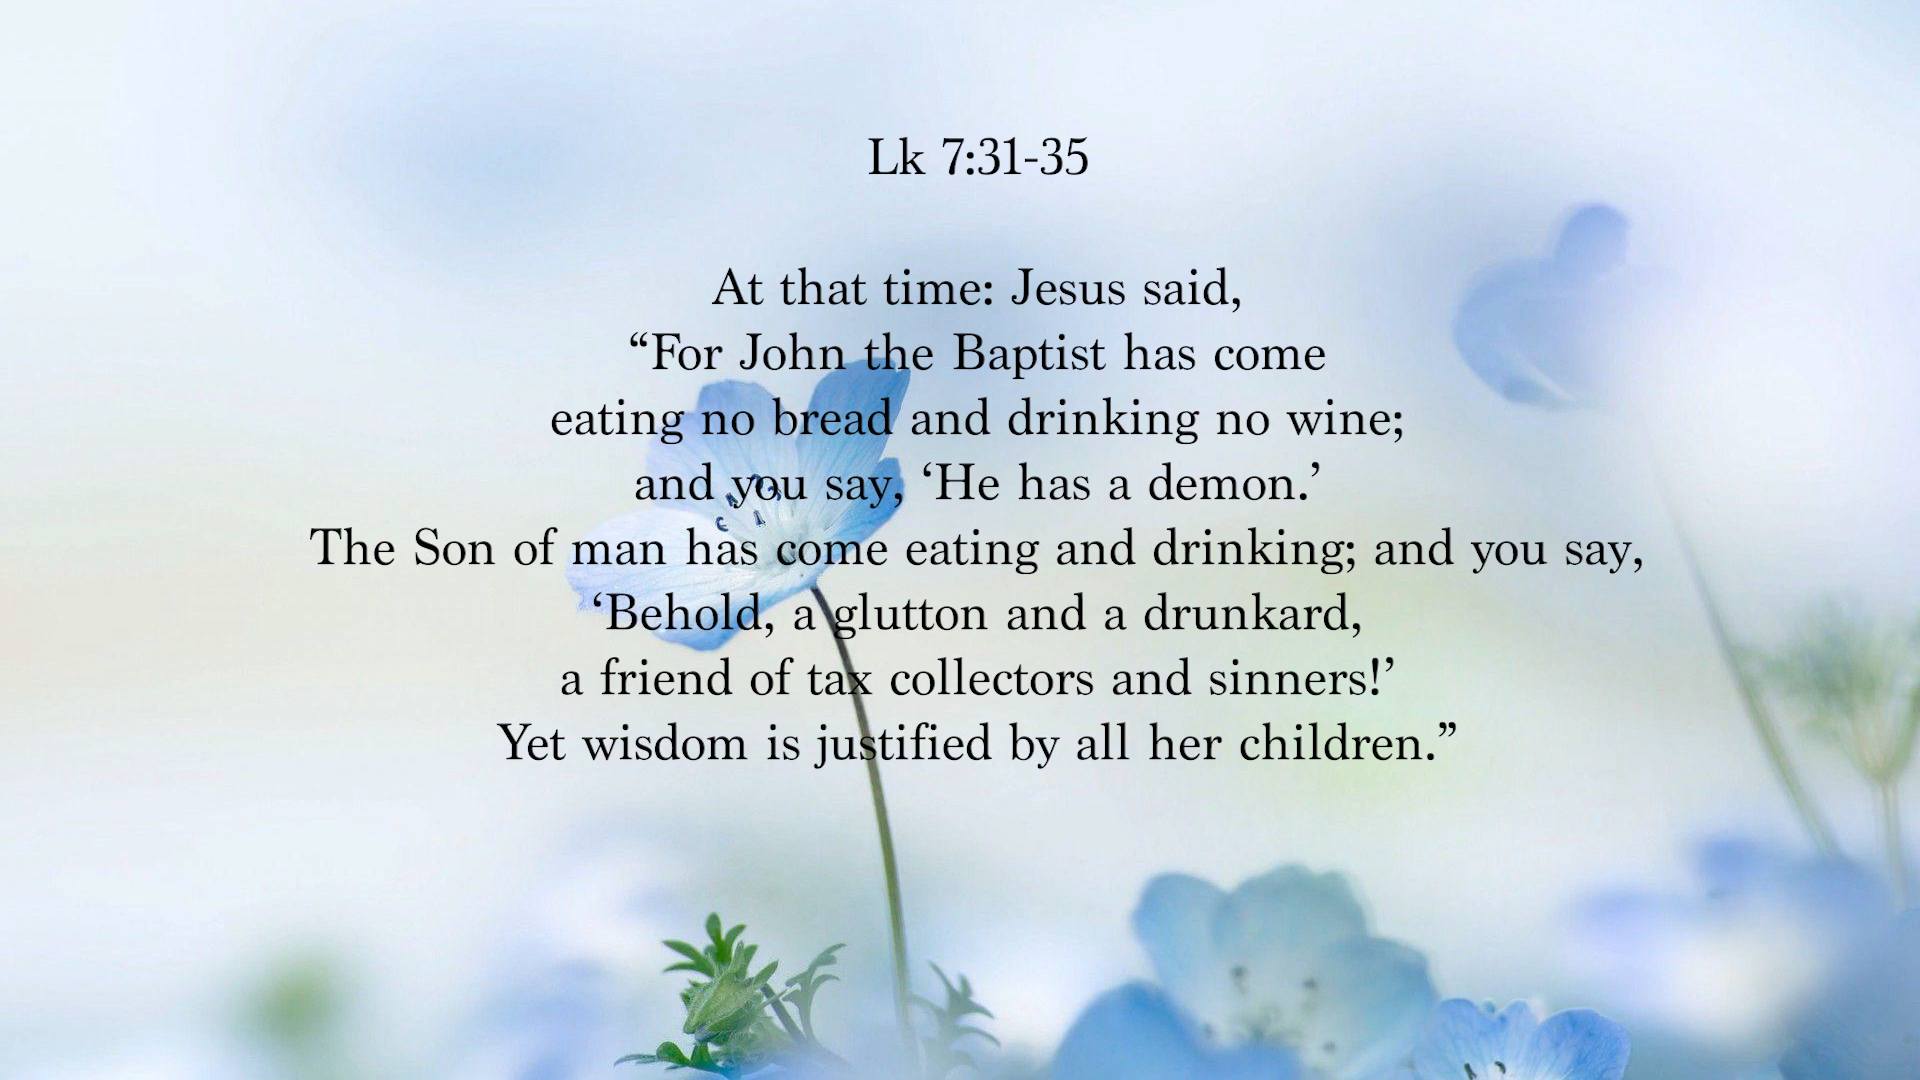 Lk 7:31-35
At that time: Jesus said,
“For John the Baptist has come
eating no bread and drinking no wine;
and you say, ‘He has a demon.’
The Son of man has come eating and drinking; and you say,
‘Behold, a glutton and a drunkard,
a friend of tax collectors and sinners!’
Yet wisdom is justified by all her children.”